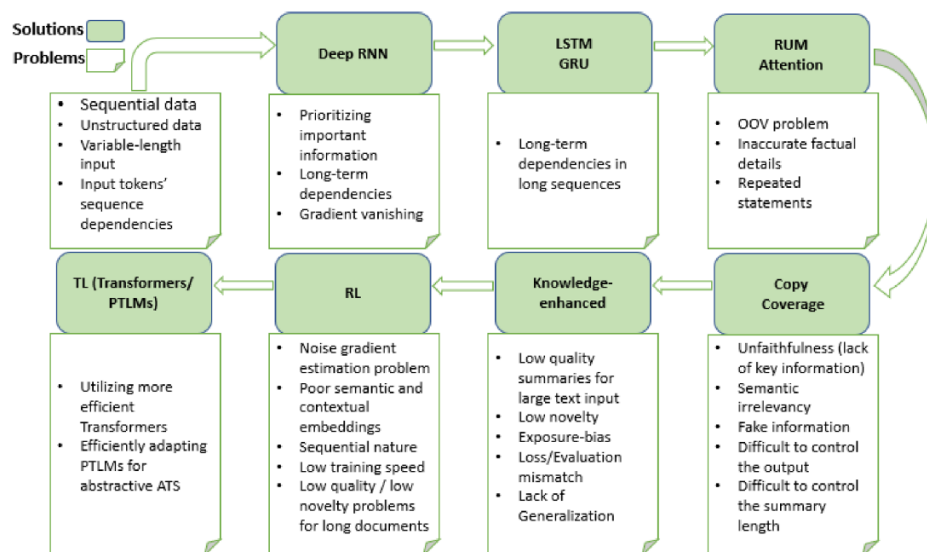 Solutions
Problems
Deep RNN
LSTM
GRU
RUM
Attention
• Sequential data
• Unstructured data
• Variable-length
input
• Input tokens'
sequence
dependencies
• Prioritizing
important
information
• Long-term
dependencies
• Gradient vanishing
• Long-term
dependencies in
long sequences
• OOV problem
• Inaccurate factual
details
• Repeated
statements
TL (Transformers/
PTLMs)
RL
Knowledge-
enhanced
Copy
Coverage
• Utilizing more
efficient
Transformers
• Efficiently adapting
PTLMs for
abstractive ATS
• Noise gradient
estimation problem
• Poor semantic and
contextual
embeddings
• Sequential nature
• Low training speed
• Low quality / low
novelty problems
for long documents
• Low quality
summaries for
large text input
• Low novelty
• Exposure-bias
• Loss/Evaluation
mismatch
• Lack of
Generalization
• Unfaithfulness (lack
of key information)
• Semantic
irrelevancy
• Fake information
• Difficult to control
the output
• Difficult to control
the summary
length